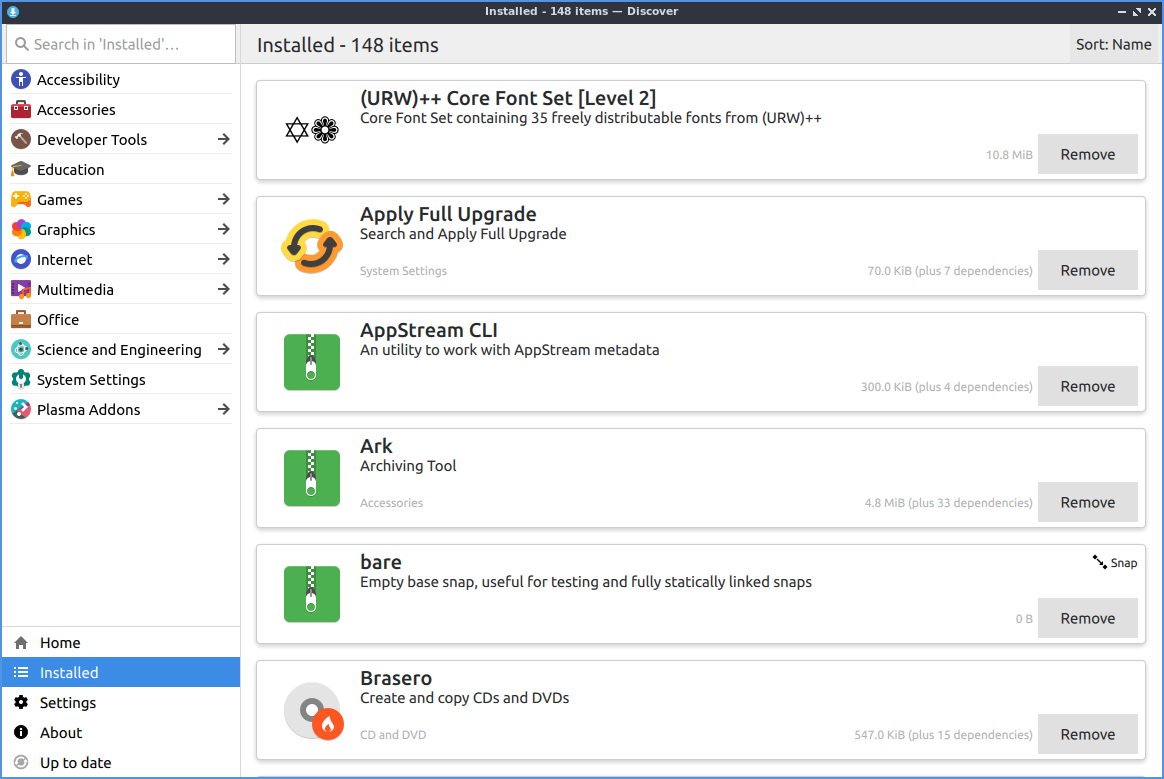 Installed - 148 items — Discover
Search in 'Installed'...
Installed - 148 items
Sort: Name
Accessibility
Accessories
Developer Tools
Education
Games
Graphics
Internet
Multimedia
Office
Science and Engineering
System Settings
Plasma Addons
Home
Installed
Settings
About
Up to date
(URW)++ Core Font Set [Level 2]
Core Font Set containing 35 freely distributable fonts from (URW)++
10.8 MiB
Remove
Apply Full Upgrade
Search and Apply Full Upgrade
System Settings
70.0 KiB (plus 7 dependencies)
Remove
AppStream CLI
An utility to work with AppStream metadata
300.0 KiB (plus 4 dependencies)
Remove
Ark
Archiving Tool
Accessories
4.8 MiB (plus 33 dependencies)
Remove
bare
Snap
Empty base snap, useful for testing and fully statically linked snaps
0 B
Remove
Brasero
Create and copy CDs and DVDs
CD and DVD
547.0 KiB (plus 15 dependencies)
Remove